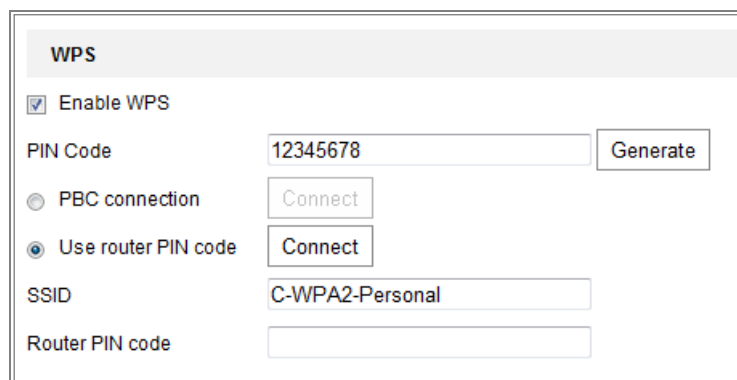 WPS
Enable WPS
PIN Code 12345678 Generate
PBC connection Connect
Use router PIN code Connect
SSID C-WPA2-Personal
Router PIN code